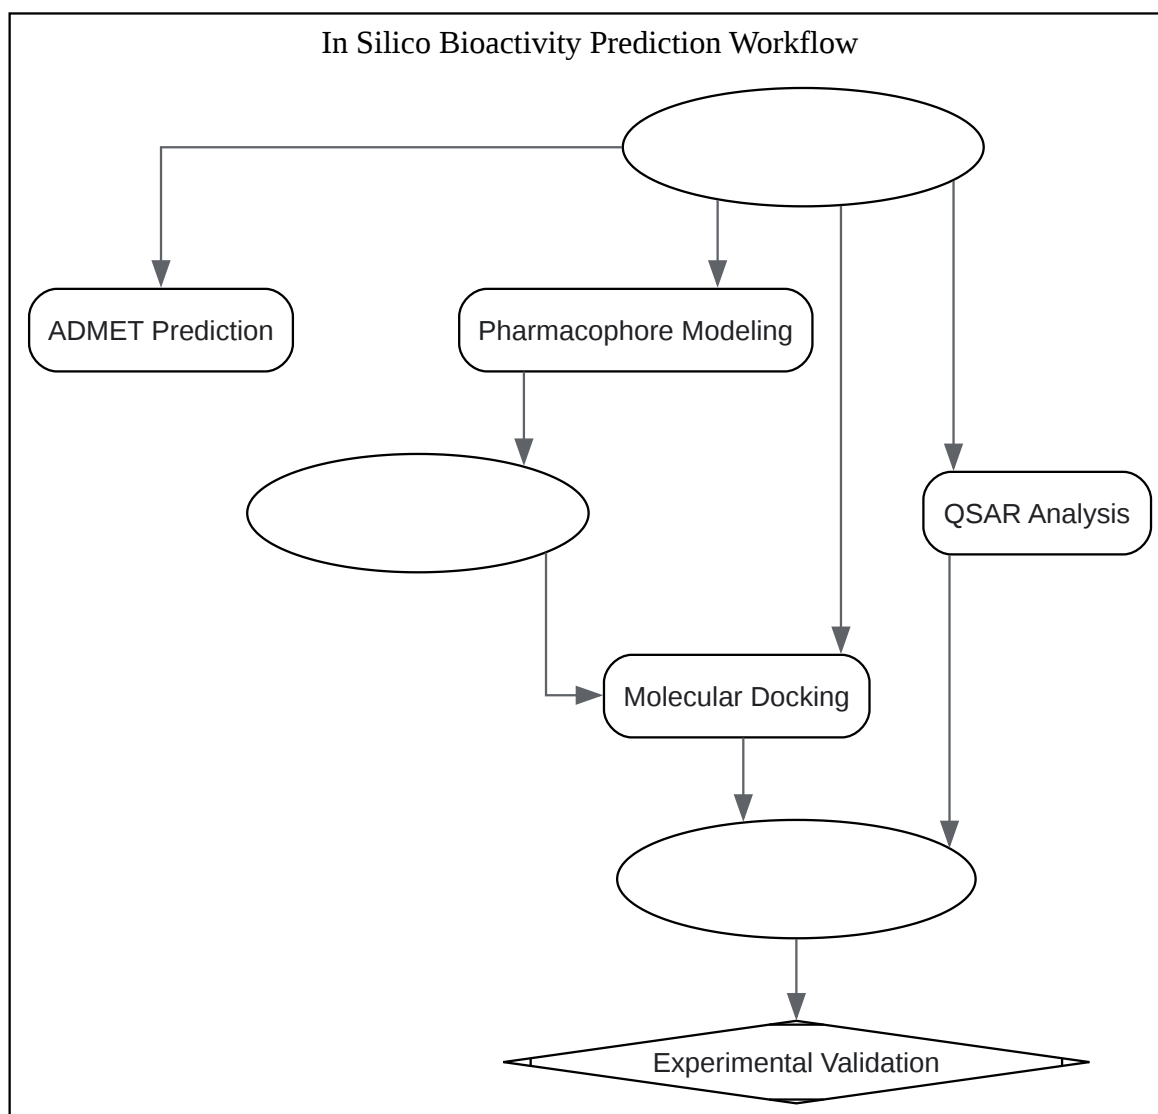 In Silico Bioactivity Prediction Workflow
ADMET Prediction
Pharmacophore Modeling
QSAR Analysis
Molecular Docking
Experimental Validation